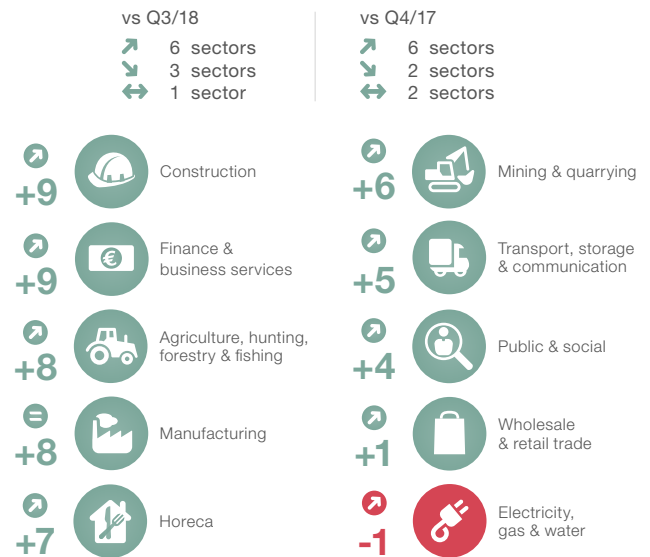 vs Q3/18
6 sectors
3 sectors
1 sector
vs Q4/17
6 sectors
2 sectors
2 sectors
+9
Construction
+9
€
Finance &
business services
+8
Agriculture, hunting,
forestry & fishing
=
+8
Manufacturing
+7
Horeca
+6
Mining & quarrying
+5
Transport, storage
& communication
+4
Public & social
+1
Wholesale
& retail trade
-1
Electricity,
gas & water